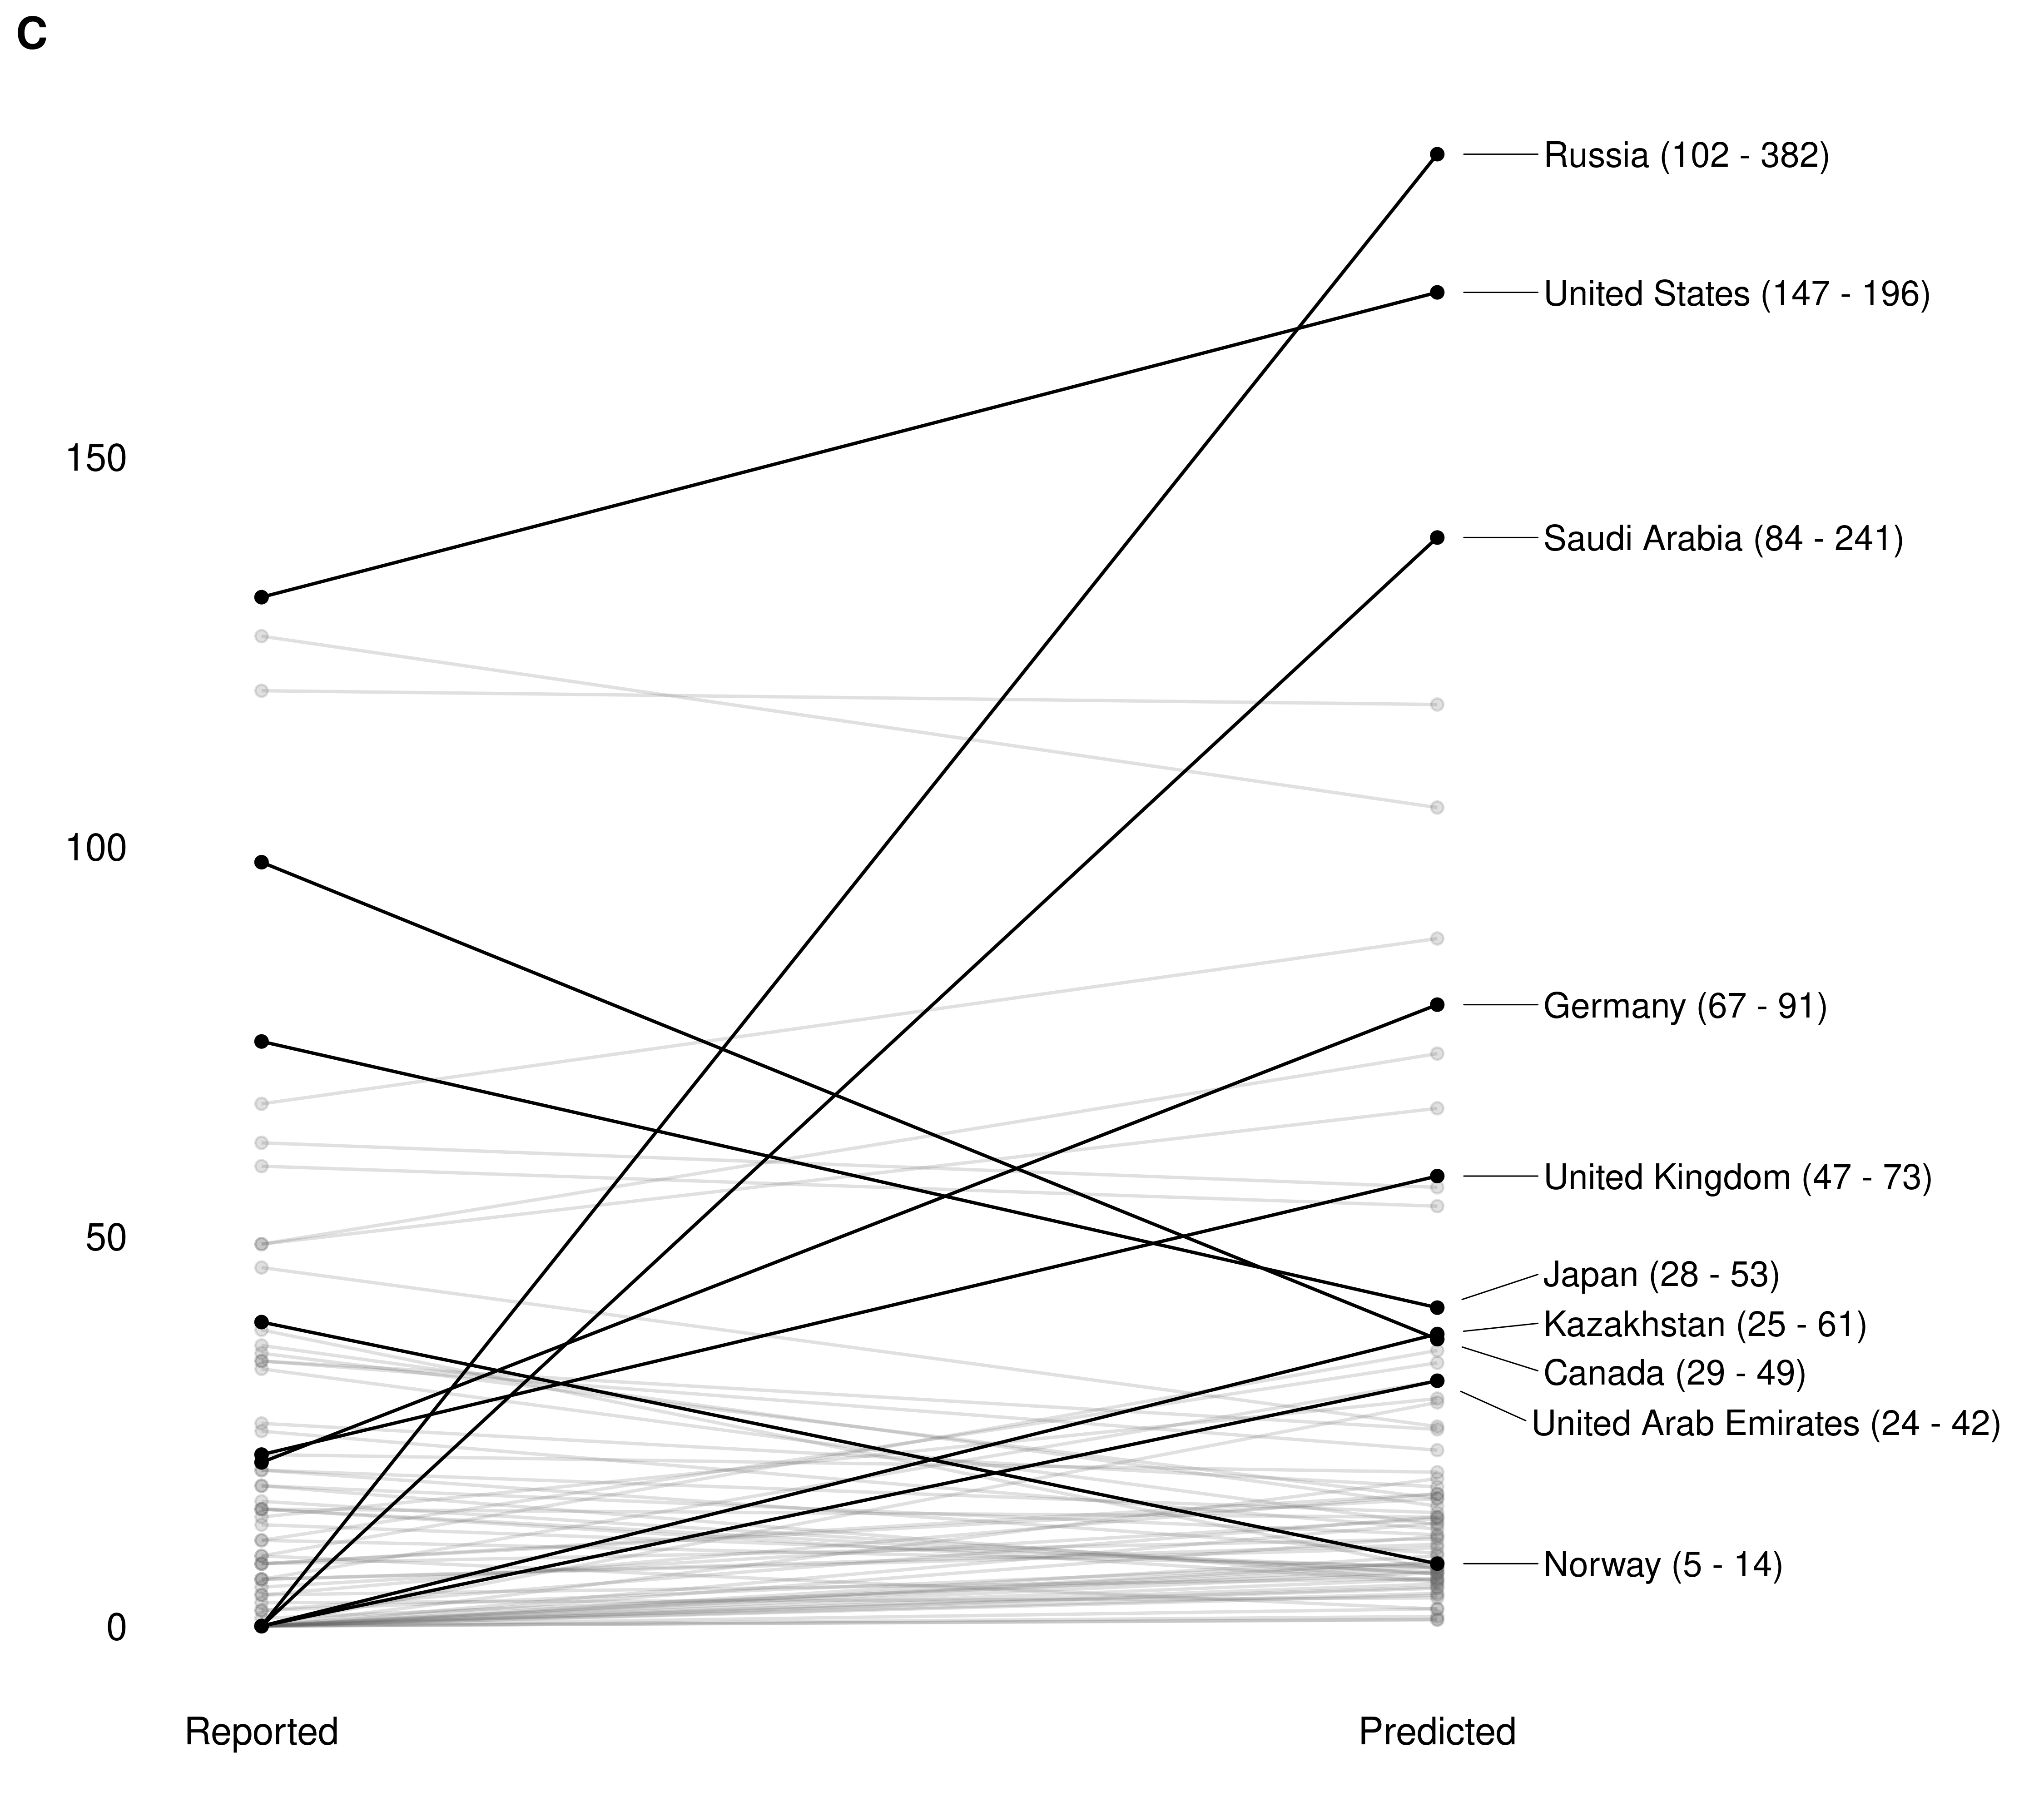 C
Russia (102 - 382)
United States (147 - 196)
150
Saudi Arabia (84 - 241)
100
Germany (67 - 91)
United Kingdom (47 - 73)
50
Japan (28 - 53)
Kazakhstan (25 - 61)
Canada (29 - 49)
United Arab Emirates (24 - 42)
Norway (5 - 14)
0
Reported
Predicted